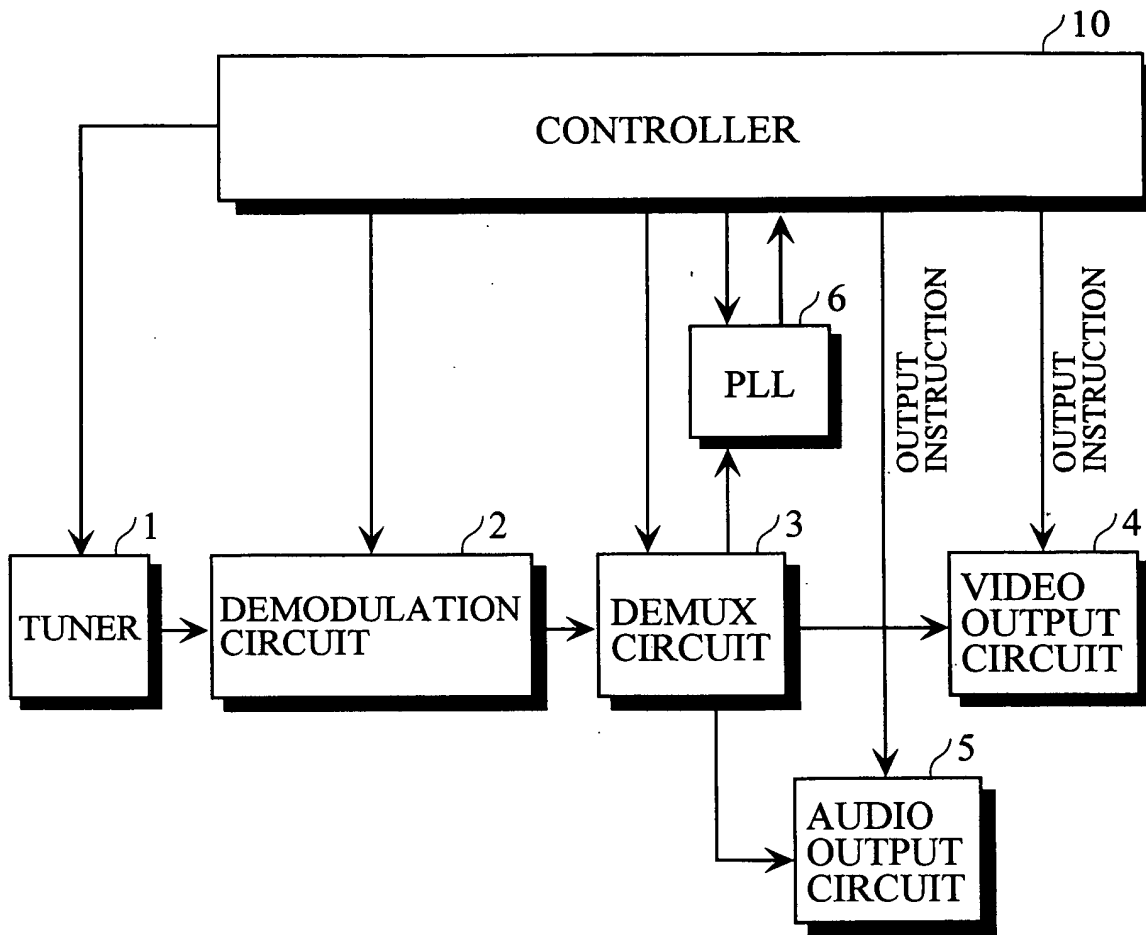 10
CONTROLLER
6
PLL
OUTPUT
INSTRUCTION
OUTPUT
INSTRUCTION
1
TUNER
2
DEMODULATION
CIRCUIT
3
DEMUX
CIRCUIT
4
VIDEO
OUTPUT
CIRCUIT
5
AUDIO
OUTPUT
CIRCUIT